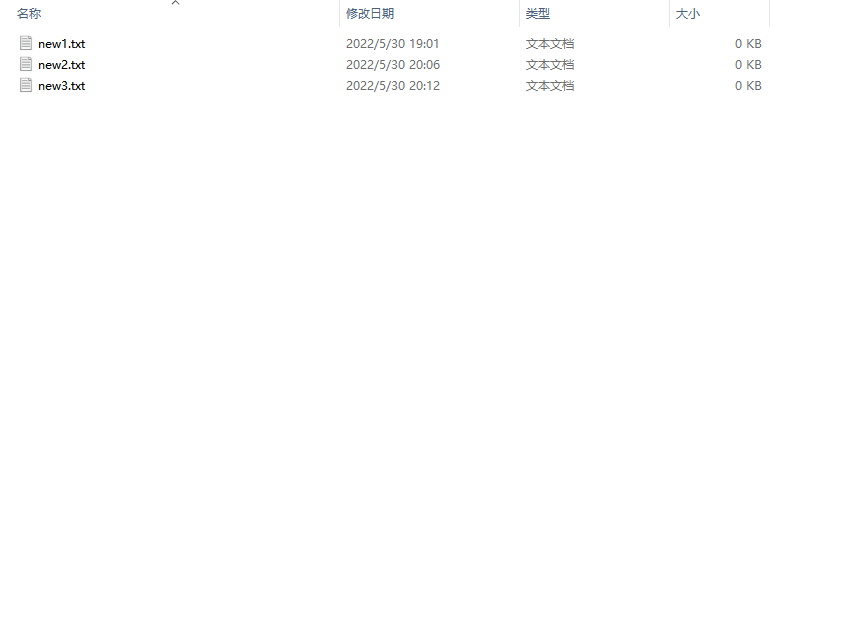 名称 修改日期 类型 大小
new1.txt 2022/5/30 19:01 文本文档 0 KB
new2.txt 2022/5/30 20:06 文本文档 0 KB
new3.txt 2022/5/30 20:12 文本文档 0 KB